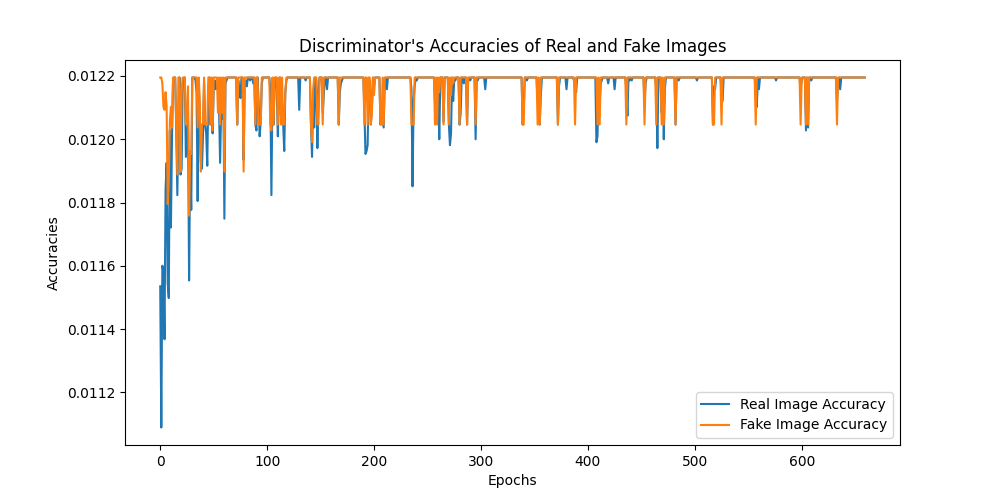 Discriminator's Accuracies of Real and Fake Images
Accuracies
0.0122
0.0120
0.0118
0.0116
0.0114
0.0112
0
100
200
300
400
500
600
Epochs
Real Image Accuracy
Fake Image Accuracy